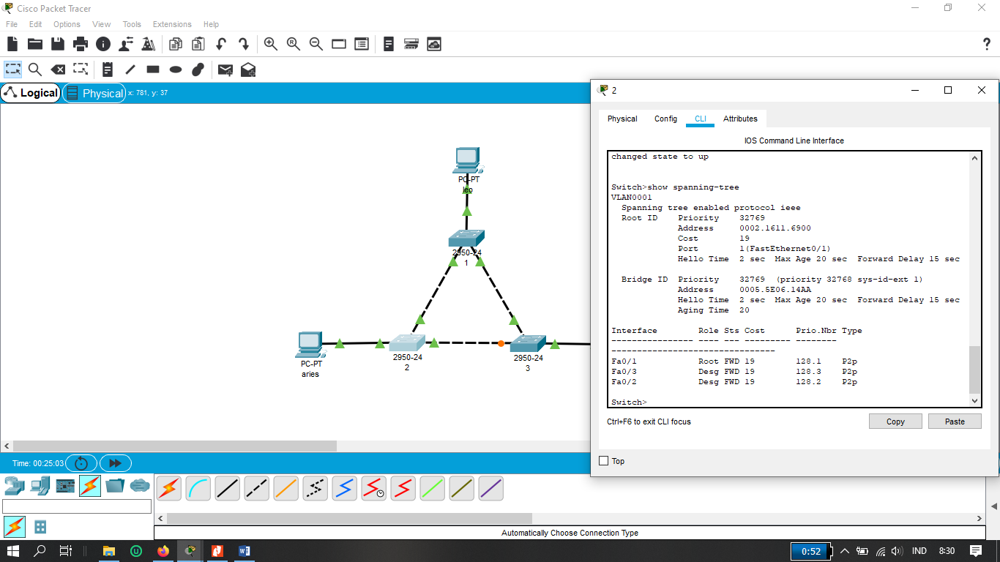 Cisco Packet Tracer
File Edit Options View Tools Extensions Help
Logical
Physical
x: 781, y: 37
PC-PT
leo
2950-24
1
PC-PT
aries
2950-24
2
2950-24
3
2
Physical Config CLI Attributes
IOS Command Line Interface
changed state to up
Switch>show spanning-tree
VLAN0001
Spanning tree enabled protocol ieee
Root ID Priority 32769
Address 0002.1611.6900
Cost 19
Port 1(FastEthernet0/1)
Hello Time 2 sec Max Age 20 sec Forward Delay 15 sec
Bridge ID Priority 32769 (priority 32768 sys-id-ext 1)
Address 0005.5E06.14AA
Hello Time 2 sec Max Age 20 sec Forward Delay 15 sec
Aging Time 20
Interface Role Sts Cost Prio.Nbr Type
---------------- ---- --- --------- -------- --------------------------------
Fa0/1 Root FWD 19 128.1 P2p
Fa0/3 Desg FWD 19 128.3 P2p
Fa0/2 Desg FWD 19 128.2 P2p
Switch>
Ctrl+F6 to exit CLI focus
Copy
Paste
Top
Time: 00:25:03
Automatically Choose Connection Type
0:52
IND
8:30